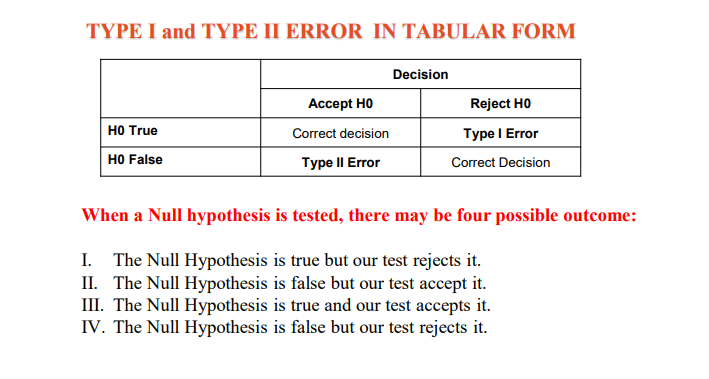 TYPE I and TYPE II ERROR IN TABULAR FORM
Decision
Accept H0 Reject H0
H0 True Correct decision Type I Error
H0 False Type II Error Correct Decision
When a Null hypothesis is tested, there may be four possible outcome:
I. The Null Hypothesis is true but our test rejects it.
II. The Null Hypothesis is false but our test accept it.
III. The Null Hypothesis is true and our test accepts it.
IV. The Null Hypothesis is false but our test rejects it.